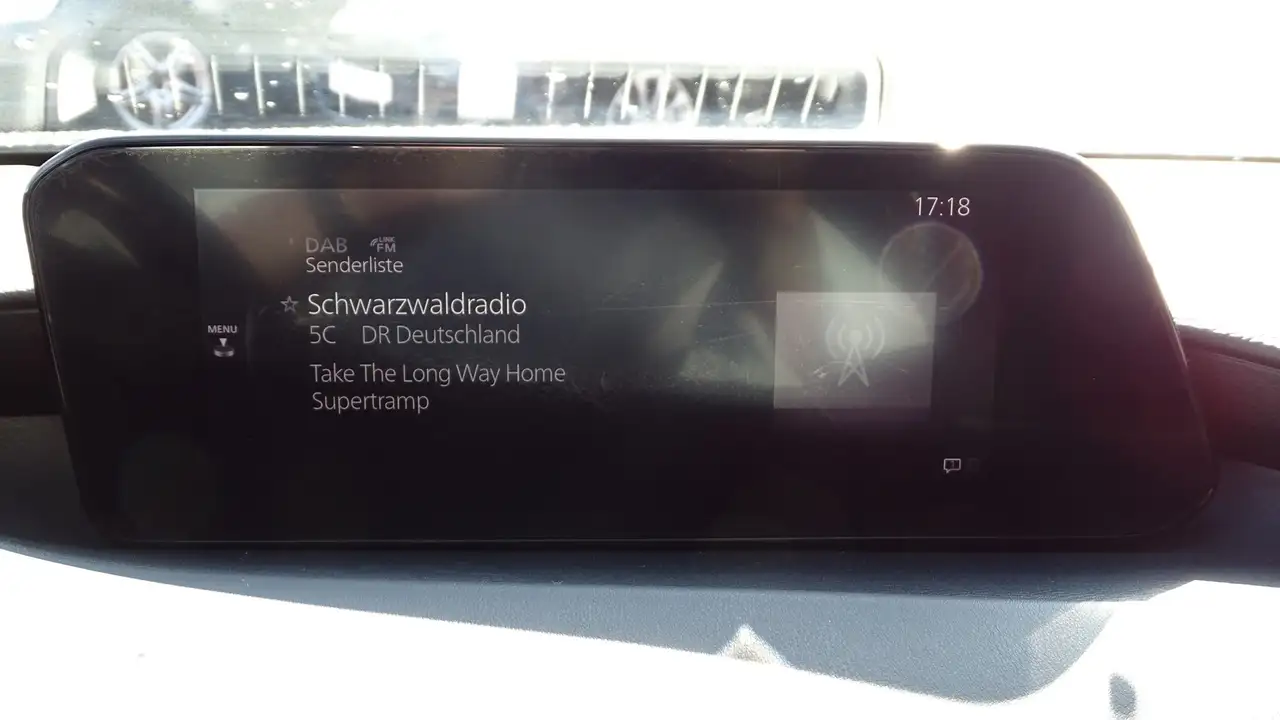 17:18
DAB LINK FM
Senderliste
☆ Schwarzwaldradio
5C DR Deutschland
MENU
Take The Long Way Home
Supertramp